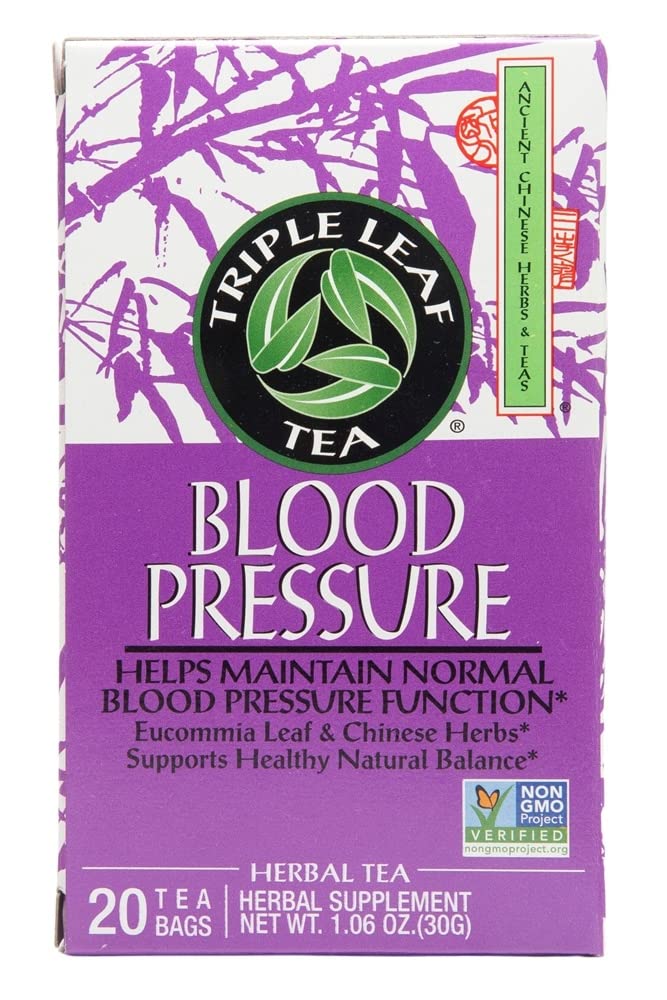 ANCIENT CHINESE HERBS & TEAS
®
TRIPLE LEAF
TEA
®
BLOOD
PRESSURE
HELPS MAINTAIN NORMAL
BLOOD PRESSURE FUNCTION*
Eucommia Leaf & Chinese Herbs*
Supports Healthy Natural Balance*
NON
GMO
Project
VERIFIED
nongmoproject.org
HERBAL TEA
20 TEA BAGS
HERBAL SUPPLEMENT
NET WT. 1.06 OZ.(30G)